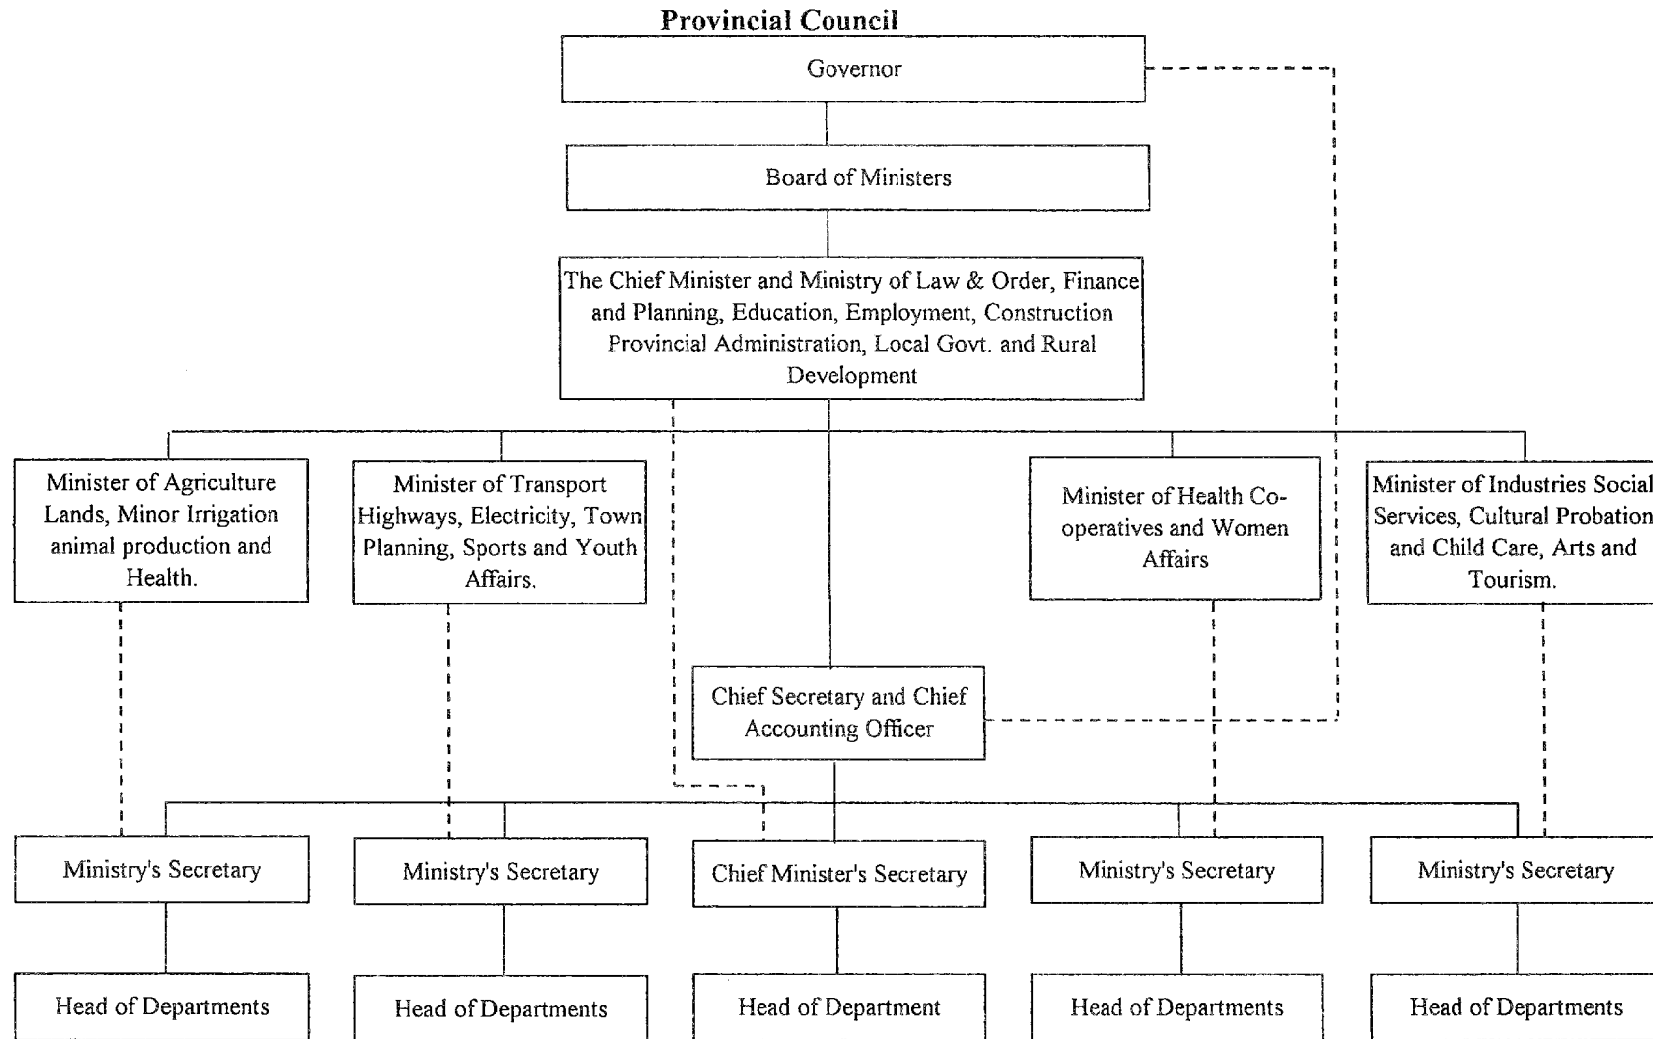 Provincial Council
Governor
Board of Ministers
The Chief Minister and Ministry of Law & Order, Finance
and Planning, Education, Employment, Construction
Provincial Administration, Local Govt. and Rural
Development
Minister of Agriculture
Lands, Minor Irrigation
animal production and
Health.
Minister of Transport
Highways, Electricity, Town
Planning, Sports and Youth
Affairs.
Minister of Health Co-
operatives and Women
Affairs
Minister of Industries Social
Services, Cultural Probation
and Child Care, Arts and
Tourism.
Chief Secretary and Chief
Accounting Officer
Ministry's Secretary
Ministry's Secretary
Chief Minister's Secretary
Ministry's Secretary
Ministry's Secretary
Head of Departments
Head of Departments
Head of Department
Head of Departments
Head of Departments